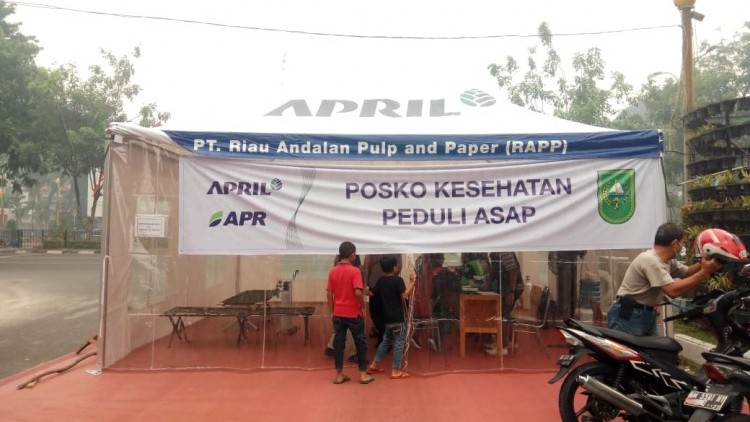 APRIL
PT. Riau Andalan Pulp and Paper (RAPP)
APRIL
APR
POSKO KESEHATAN
PEDULI ASAP